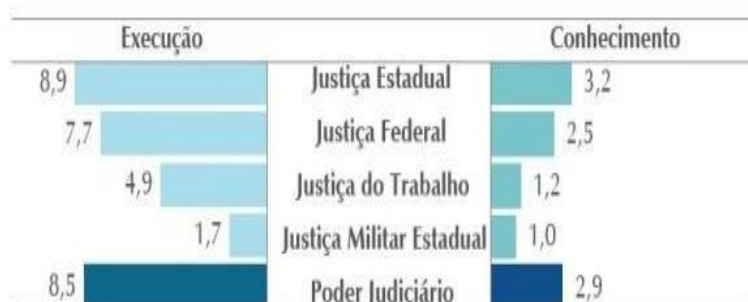 Execução Conhecimento
8,9 Justiça Estadual 3,2
7,7 Justiça Federal 2,5
4,9 Justiça do Trabalho 1,2
1,7 Justiça Militar Estadual 1,0
8,5 Poder Judiciário 2,9